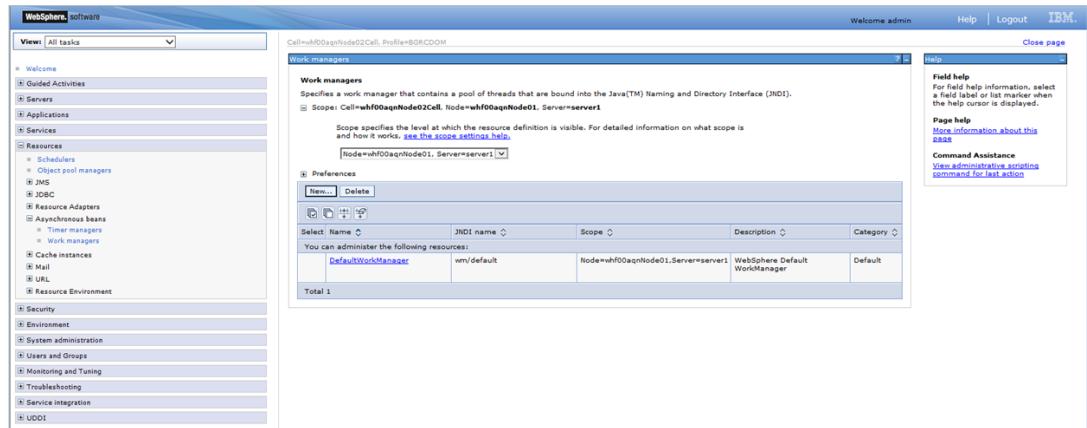 WebSphere. software
Welcome admin
Help | Logout
IBM.
View: All tasks
Cell=whf00aqnNode02Cell, Profile=BGRCDOM
Close page
Welcome
Guided Activities
Servers
Applications
Services
Resources
Schedulers
Object pool managers
JMS
JDBC
Resource Adapters
Asynchronous beans
Timer managers
Work managers
Cache instances
Mail
URL
Resource Environment
Security
Environment
System administration
Users and Groups
Monitoring and Tuning
Troubleshooting
Service integration
UDDI
Work managers
? -
Work managers
Specifies a work manager that contains a pool of threads that are bound into the Java(TM) Naming and Directory Interface (JNDI).
Scope: Cell=whf00aqnNode02Cell, Node=whf00aqnNode01, Server=server1
Scope specifies the level at which the resource definition is visible. For detailed information on what scope is
and how it works, see the scope settings help.
Node=whf00aqnNode01, Server=server1
Preferences
New... Delete
Select Name JNDI name Scope Description Category
You can administer the following resources:
DefaultWorkManager wm/default Node=whf00aqnNode01,Server=server1 WebSphere Default Default
WorkManager
Total 1
Help
Field help
For field help information, select
a field label or list marker when
the help cursor is displayed.
Page help
More information about this
page
Command Assistance
View administrative scripting
command for last action